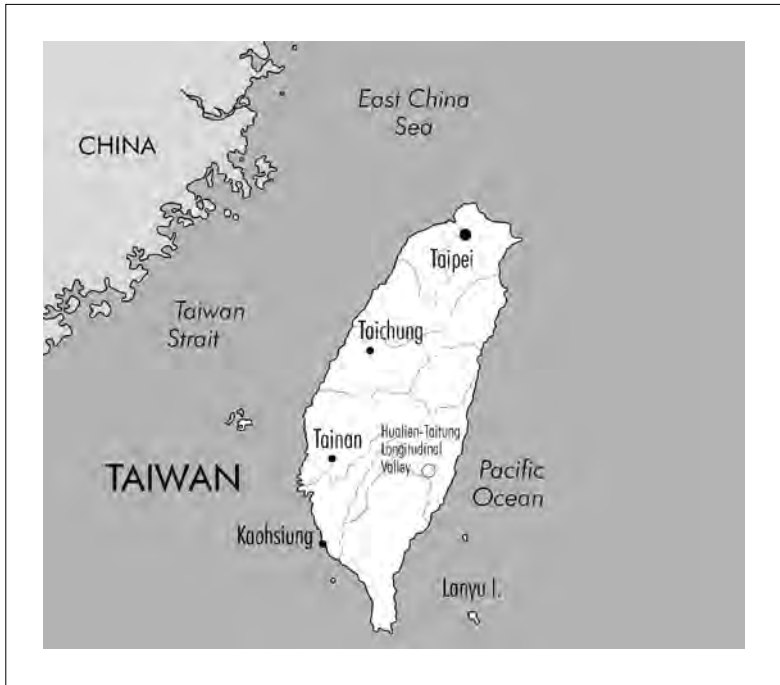 East China
Sea
CHINA
Taipei
Taiwan
Strait
Taichung
Tainan
Hualien-Taitung
Longitudinal
Valley
TAIWAN
Pacific
Ocean
Kaohsiung
Lanyu I.